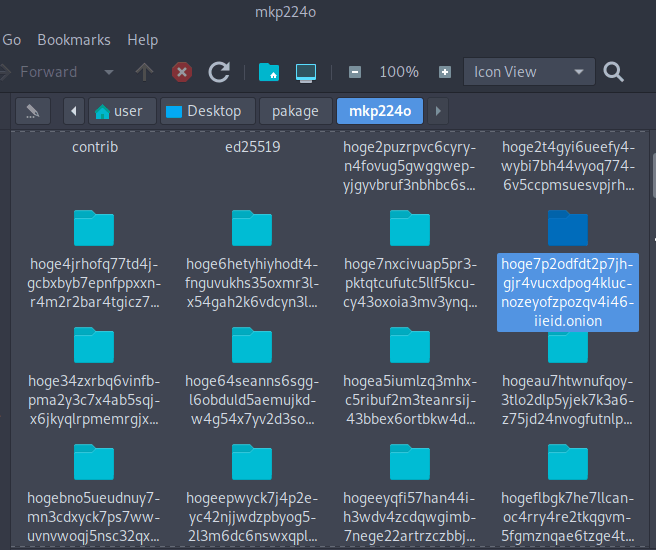 mkp224o
Go Bookmarks Help
Forward 100% Icon View
user Desktop pakage mkp224o
contrib ed25519 hoge2puzrpvc6cyry- hoge2t4gyi6ueefy4-
n4fovug5gwggwep- wybi7bh44vyoq774-
yjgyvbruf3nbhbc6s... 6v5ccpmsuesvpjrh...
hoge4jrhofq77td4j- hoge6hetyhiyhodt4- hoge7nxcivuap5pr3- hoge7p2odfdt2p7jh-
gcbxbyb7epnfppxxn- fnguvukhs35oxmr3l- pktqtcufutc5llf5kcu- gjr4vucxdpog4kluc-
r4m2r2bar4tgicz7... x54gah2k6vdcyn3l... cy43oxoia3mv3ynq... nozeyofzpozqv4i46-
iieid.onion
hoge34zxrbq6vinfb- hoge64seanns6sgg- hogea5iumlzq3mhx- hogeau7htwnufqoy-
pma2y3c7x4ab5sqj- l6obduld5aemujkd- c5ribuf2m3teanrsij- 3tlo2dlp5yjek7k3a6-
x6jkyqlrpmemrgjx... w4g54x7yv2d3so... 43bbex6ortbkw4d... z75jd24nvogfutnlp...
hogebno5ueudnuy7- hogeepwyck7j4p2e- hogeeyqfi57han44i- hogeflbgk7he7llcan-
mn3cdxyck7ps7ww- yc42njjwdzpbyog5- h3wdv4zcdqwgimb- oc4rry4re2tkqgvm-
uvnvwoqj5nsc32qx... 2l3m6dc6nswxqpl... 7nege22artrzczbbj... 5fgmznqae6tzge4t...